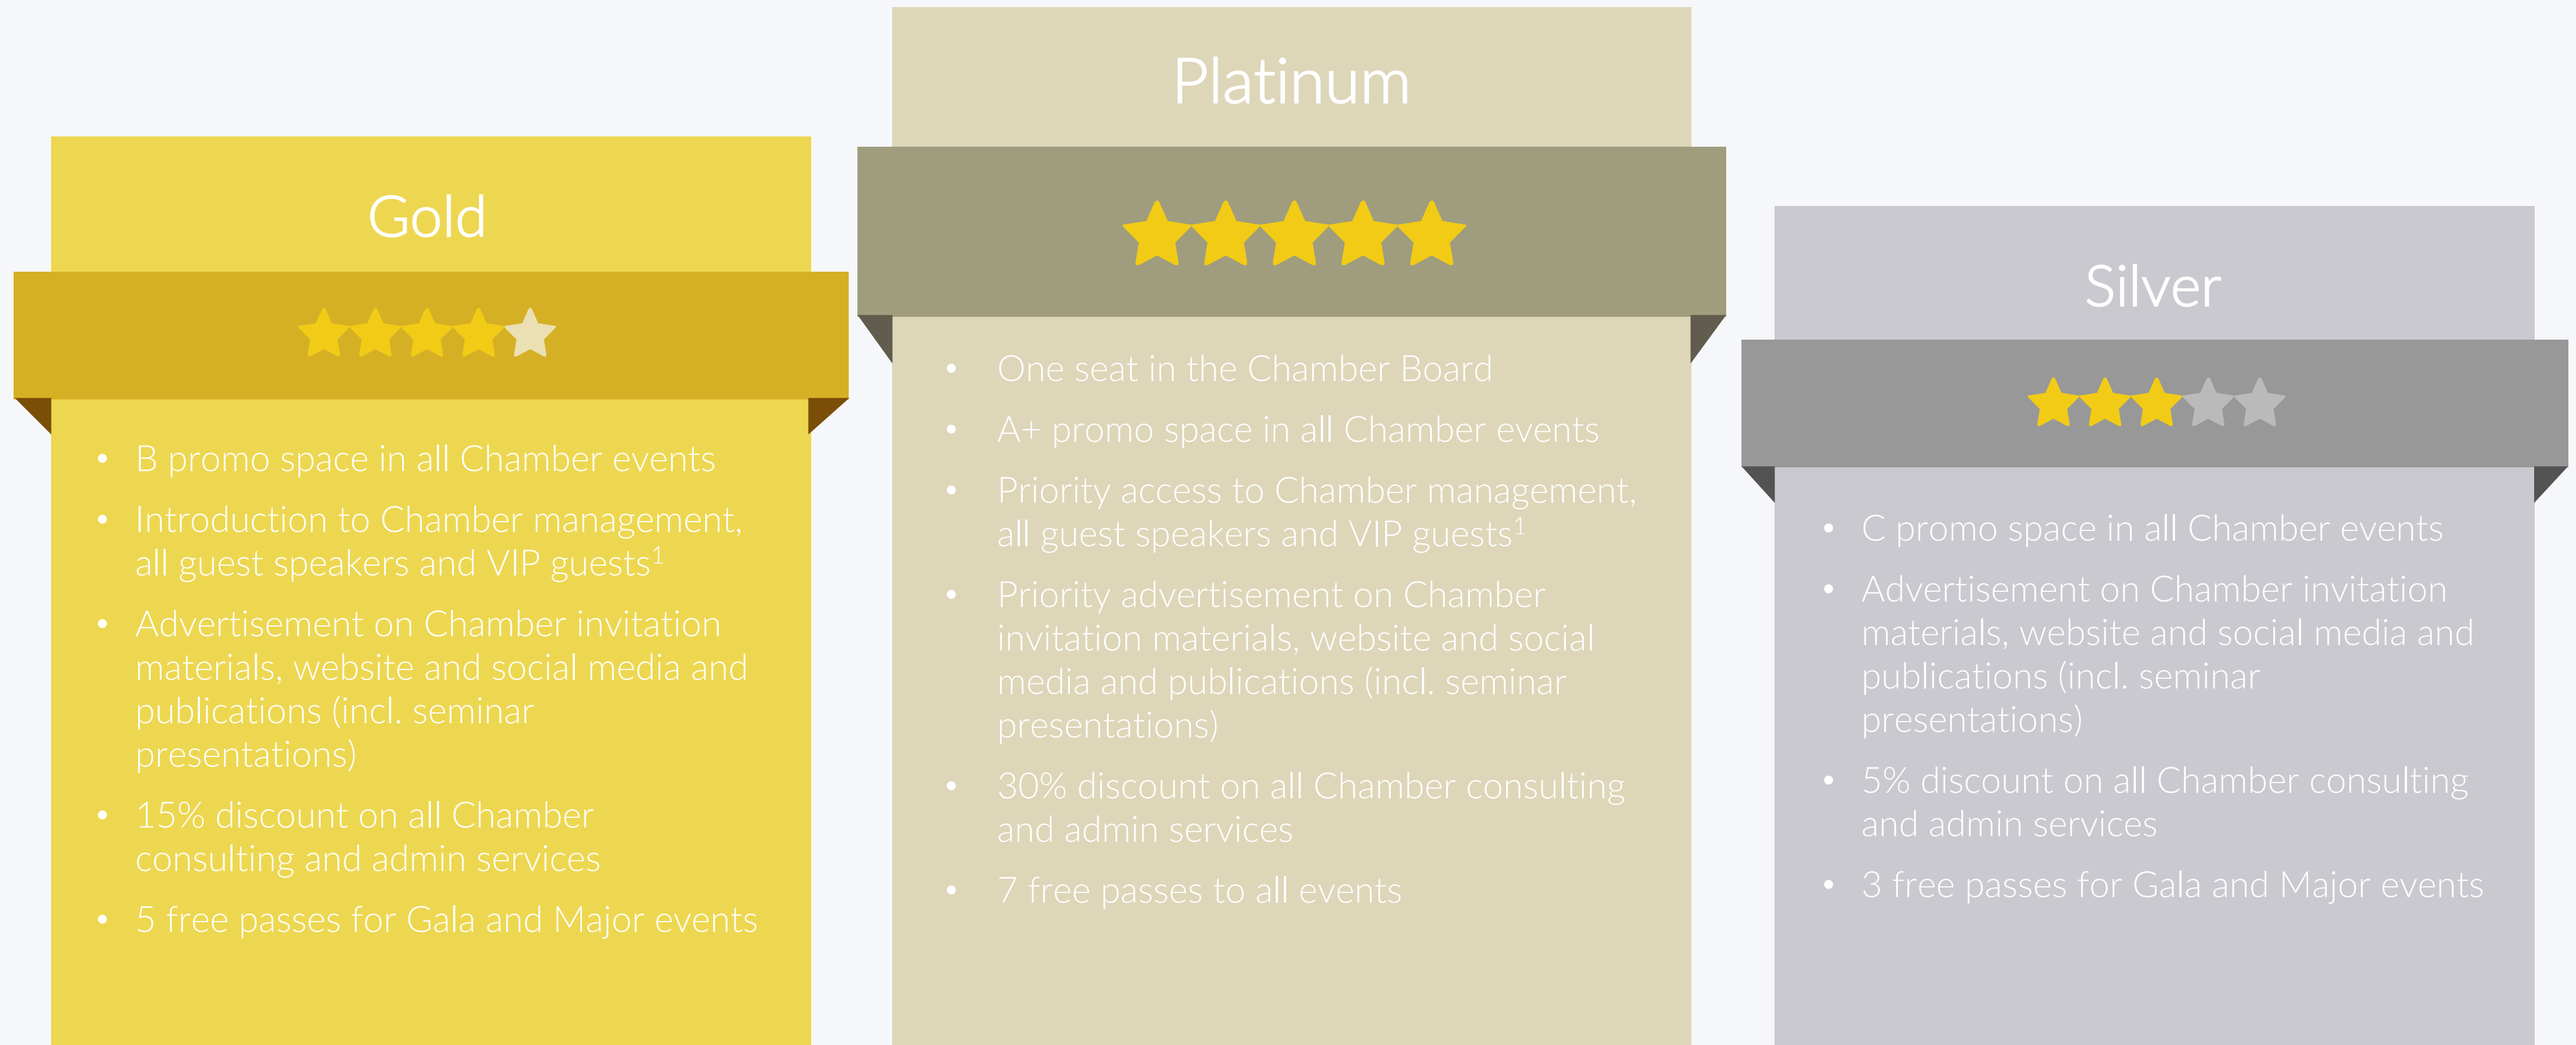 Gold
• B promo space in all Chamber events
• Introduction to Chamber management,
all guest speakers and VIP guests¹
• Advertisement on Chamber invitation
materials, website and social media and
publications (incl. seminar
presentations)
• 15% discount on all Chamber
consulting and admin services
• 5 free passes for Gala and Major events
Platinum
• One seat in the Chamber Board
• A+ promo space in all Chamber events
• Priority access to Chamber management,
all guest speakers and VIP guests¹
• Priority advertisement on Chamber
invitation materials, website and social
media and publications (incl. seminar
presentations)
• 30% discount on all Chamber consulting
and admin services
• 7 free passes to all events
Silver
• C promo space in all Chamber events
• Advertisement on Chamber invitation
materials, website and social media and
publications (incl. seminar
presentations)
• 5% discount on all Chamber consulting
and admin services
• 3 free passes for Gala and Major events